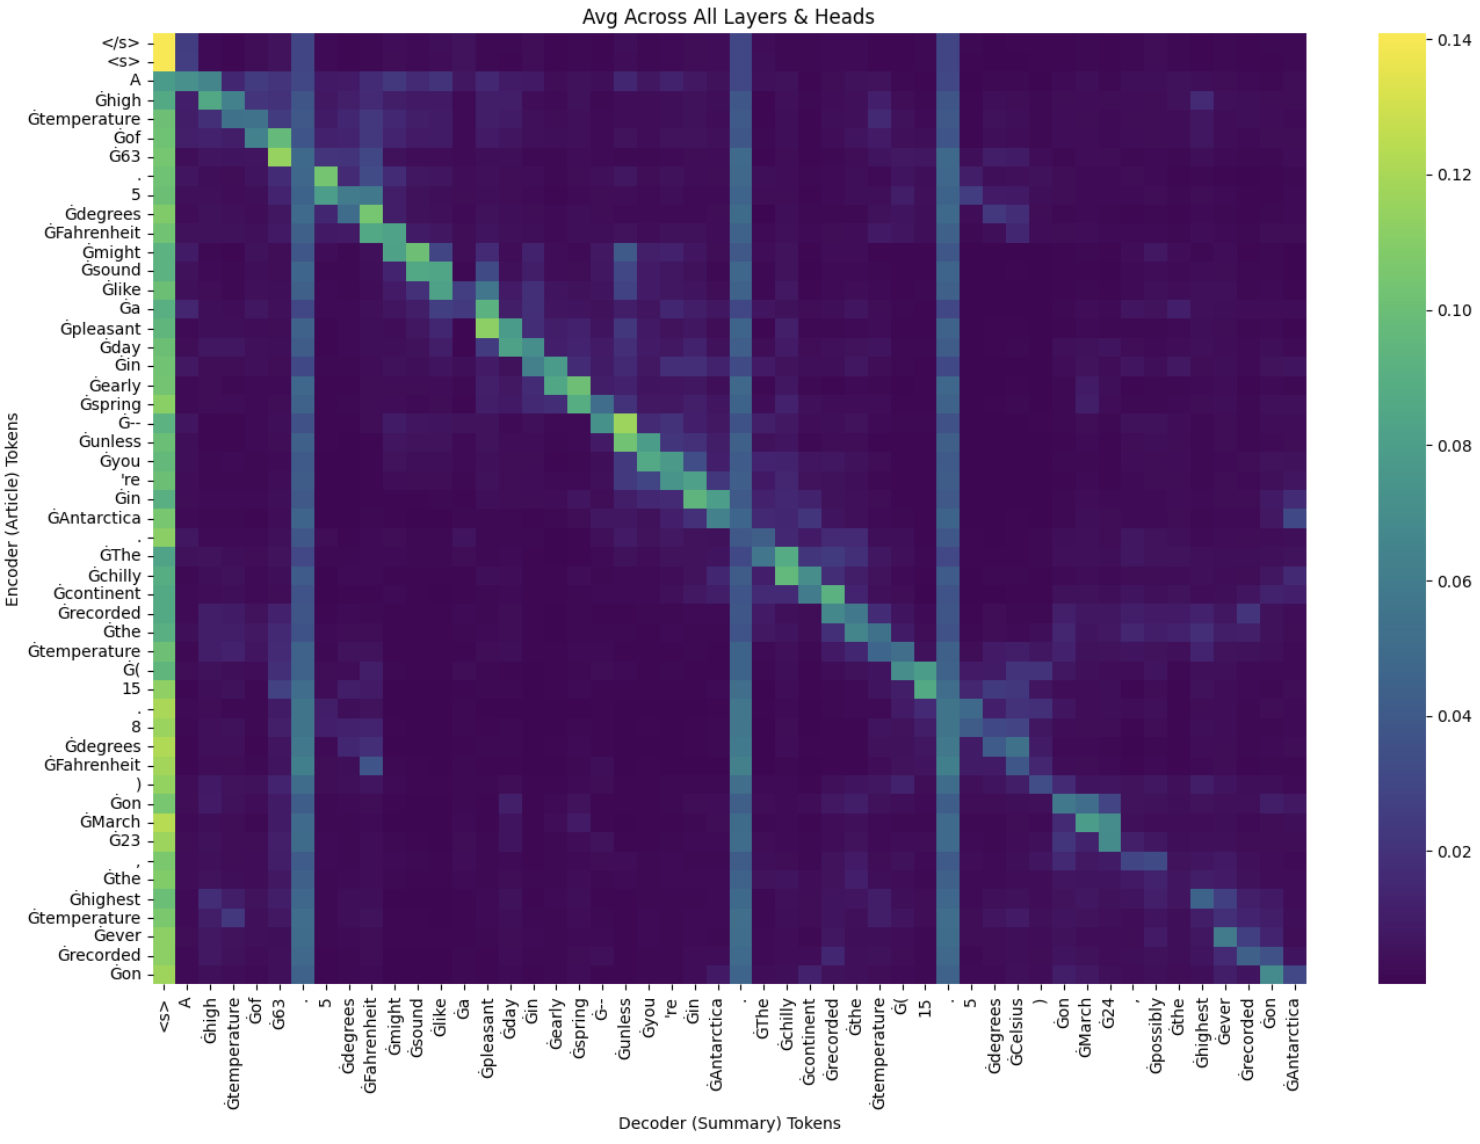 Avg Across All Layers & Heads
Encoder (Article) Tokens
</s>
<s>
A
Ġhigh
Ġtemperature
Ġof
Ġ63
.
5
Ġdegrees
ĠFahrenheit
Ġmight
Ġsound
Ġlike
Ġa
Ġpleasant
Ġday
Ġin
Ġearly
Ġspring
Ġ--
Ġunless
Ġyou
're
Ġin
ĠAntarctica
.
ĠThe
Ġchilly
Ġcontinent
Ġrecorded
Ġthe
Ġtemperature
Ġ(
15
.
8
Ġdegrees
ĠFahrenheit
)
Ġon
ĠMarch
Ġ23
,
Ġthe
Ġhighest
Ġtemperature
Ġever
Ġrecorded
Ġon
<s>
A
Ġhigh
Ġtemperature
Ġof
Ġ63
.
5
Ġdegrees
ĠFahrenheit
Ġmight
Ġsound
Ġlike
Ġa
Ġpleasant
Ġday
Ġin
Ġearly
Ġspring
Ġ--
Ġunless
Ġyou
're
Ġin
ĠAntarctica
.
ĠThe
Ġchilly
Ġcontinent
Ġrecorded
Ġthe
Ġtemperature
Ġ(
15
.
5
Ġdegrees
ĠCelsius
)
Ġon
ĠMarch
Ġ24
,
Ġpossibly
Ġthe
Ġhighest
Ġever
Ġrecorded
Ġon
ĠAntarctica
Decoder (Summary) Tokens
0.14
0.12
0.10
0.08
0.06
0.04
0.02